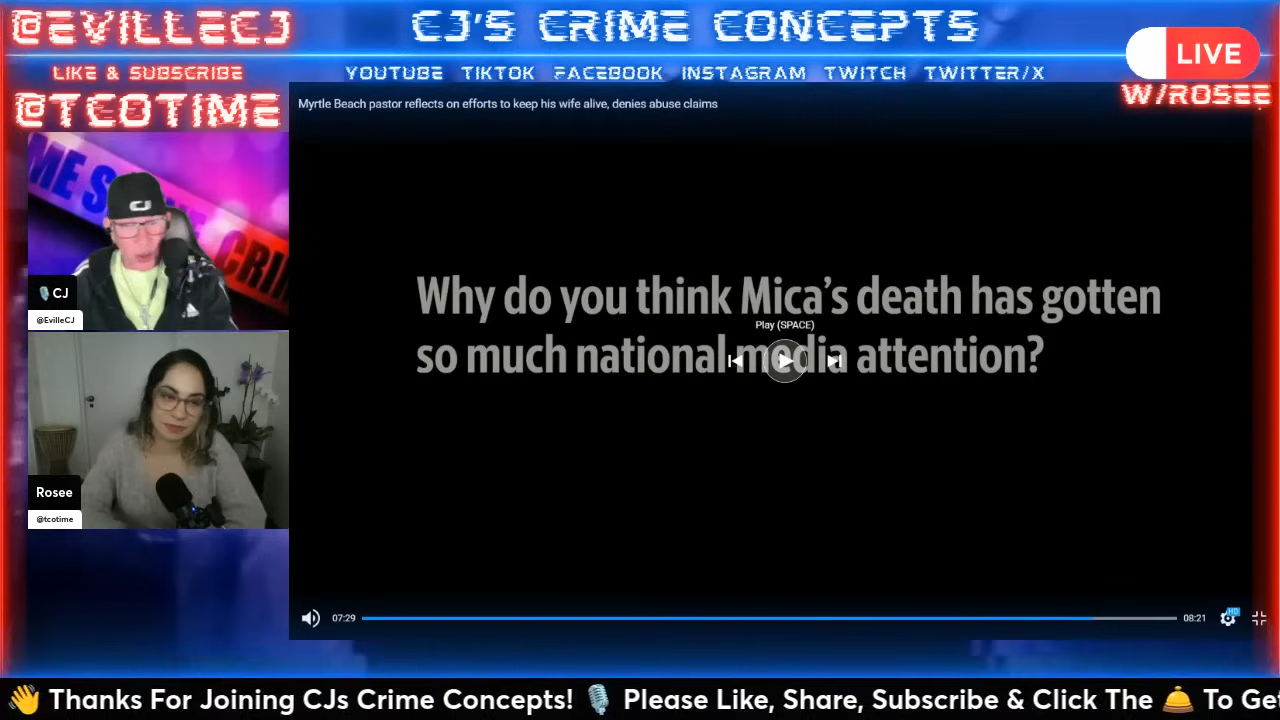 @EVILLECJ
CJ'S CRIME CONCEPTS
LIVE
LIKE & SUBSCRIBE
YOUTUBE TIKTOK FACEBOOK INSTAGRAM TWITCH TWITTER/X
@TCOTIME
W/ROSEE
Myrtle Beach pastor reflects on efforts to keep his wife alive, denies abuse claims
CJ
🎙️CJ
@EvilleCJ
Why do you think Mica's death has gotten
Play (SPACE)
so much national media attention?
Rosee
@tcotime
07:29
08:21
HD
👋 Thanks For Joining CJs Crime Concepts! 🎙️ Please Like, Share, Subscribe & Click The 🛎️ To Ge